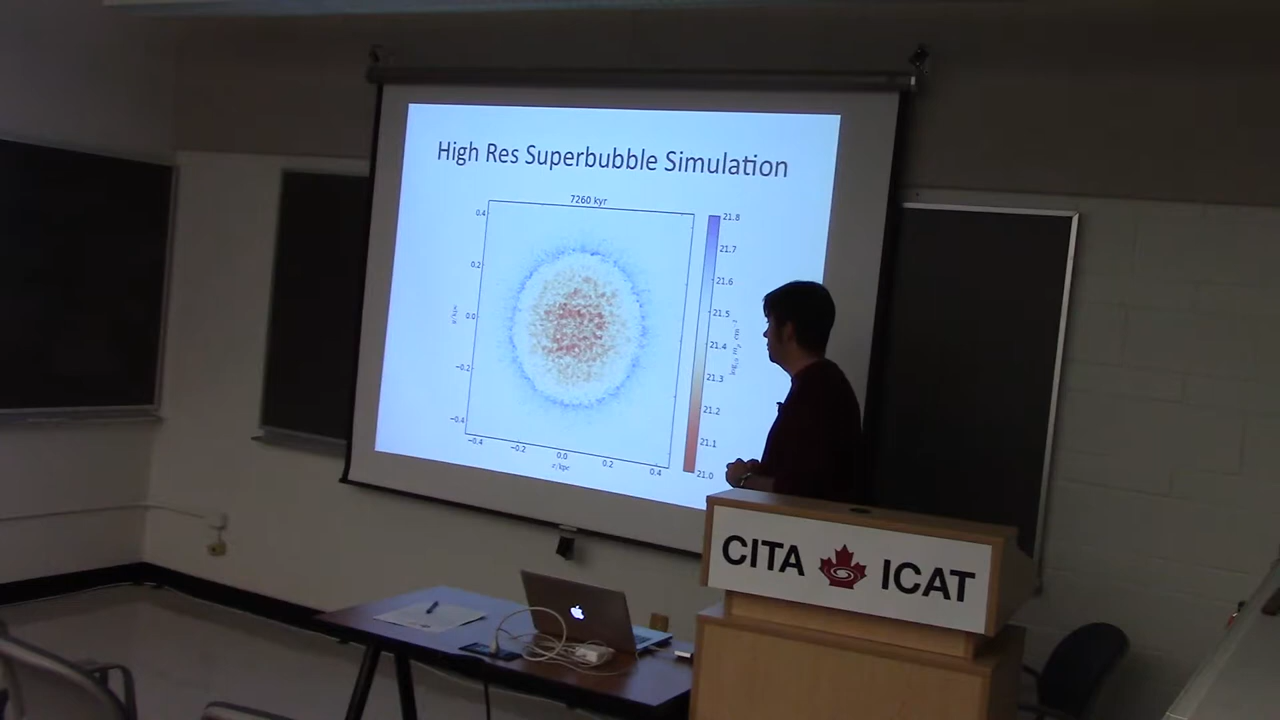 High Res Superbubble Simulation
7260 kyr
0.4
0.2
0.0
−0.2
−0.4
−0.4 −0.2 0.0 0.2 0.4
x/kpc
21.8
21.7
21.6
21.5
21.4
21.3
21.2
21.1
21.0
CITA ICAT